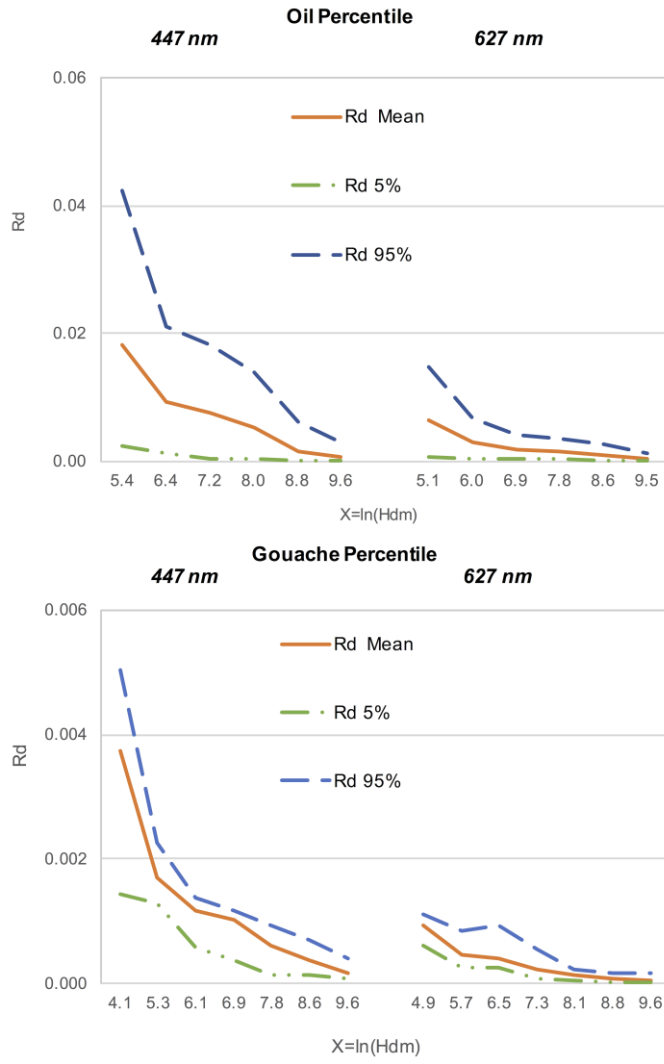 Oil Percentile
447 nm 627 nm
0.06
Rd Mean
Rd 5%
0.04
Rd
Rd 95%
0.02
0.00
5.4 6.4 7.2 8.0 8.8 9.6 5.1 6.0 6.9 7.8 8.6 9.5
X=ln(Hdm)
Gouache Percentile
447 nm 627 nm
0.006
Rd Mean
Rd 5%
0.004
Rd
Rd 95%
0.002
0.000
4.1 5.3 6.1 6.9 7.8 8.6 9.6 4.9 5.7 6.5 7.3 8.1 8.8 9.6
X=ln(Hdm)